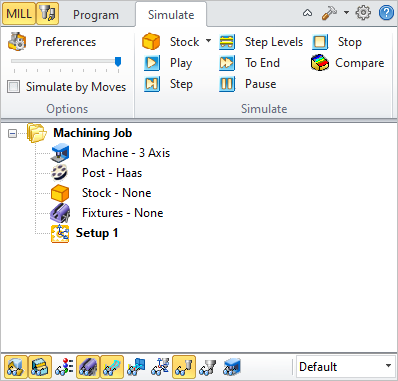 MILL Program Simulate
Preferences Stock Step Levels Stop
Play To End Compare
Simulate by Moves Step Pause
Options Simulate
Machining Job
Machine - 3 Axis
Post - Haas
Stock - None
Fixtures - None
Setup 1
Default